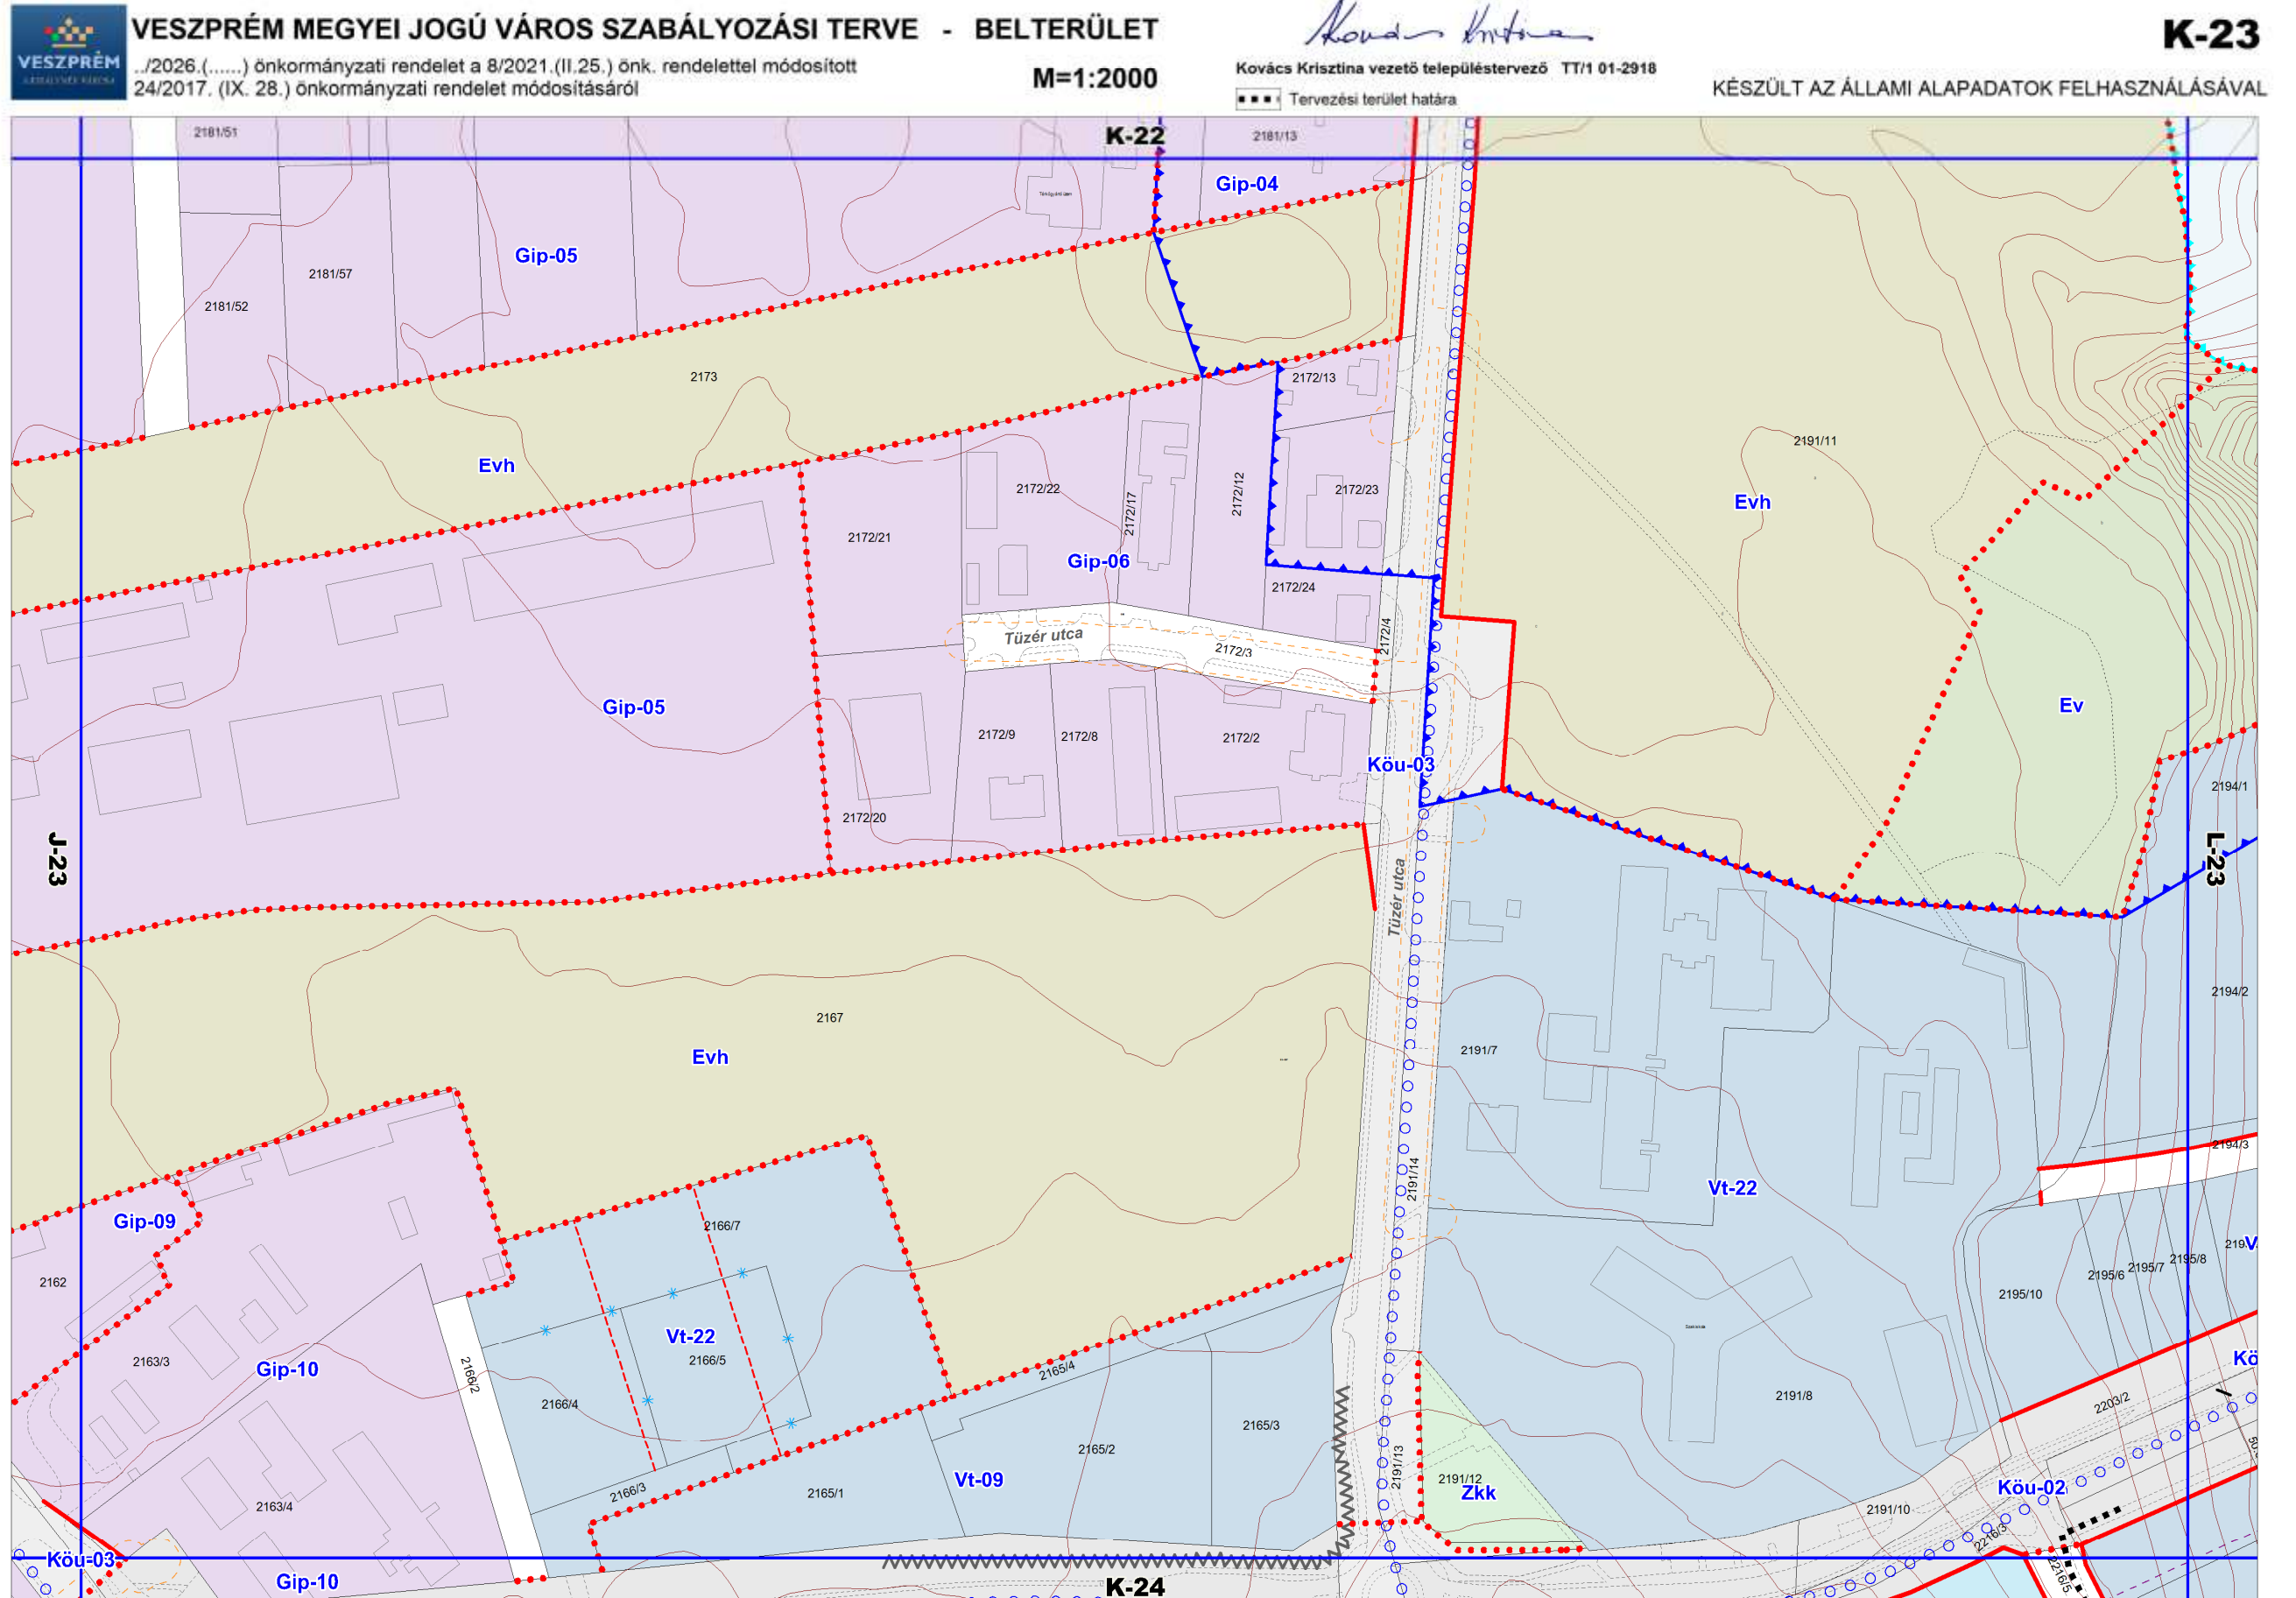 VESZPRÉM
VESZPRÉM MEGYEI JOGÚ VÁROS SZABÁLYOZÁSI TERVE - BELTERÜLET
../2026.(......) önkormányzati rendelet a 8/2021.(II.25.) önk. rendelettel módosított
24/2017. (IX. 28.) önkormányzati rendelet módosításáról
M=1:2000
Kovács Krisztina vezető településtervező TT/1 01-2918
Tervezési terület határa
K-23
KÉSZÜLT AZ ÁLLAMI ALAPADATOK FELHASZNÁLÁSÁVAL
2181/51
K-22
2181/13
Gip-04
Gip-05
2181/57
2181/52
2173
2172/13
2191/11
Evh
2172/22
2172/17
2172/12
2172/23
Evh
2172/21
Gip-06
2172/24
Tüzér utca
2172/3
2172/4
Gip-05
Ev
2172/9
2172/8
2172/2
Köu-03
2194/1
2172/20
J-23
L-23
Tüzér utca
2194/2
2167
Evh
2191/7
2194/3
2191/14
Vt-22
Gip-09
2166/7
2162
2195/6
2195/7
2195/8
219
V
2195/10
Vt-22
2166/5
2163/3
Gip-10
2166/2
2165/4
Kö
2166/4
2191/8
2203/2
2165/3
2165/2
2191/13
2191/12
Zkk
Vt-09
2166/3
2165/1
2163/4
Köu-02
2191/10
2216/3
2216/5
Köu-03
Gip-10
K-24